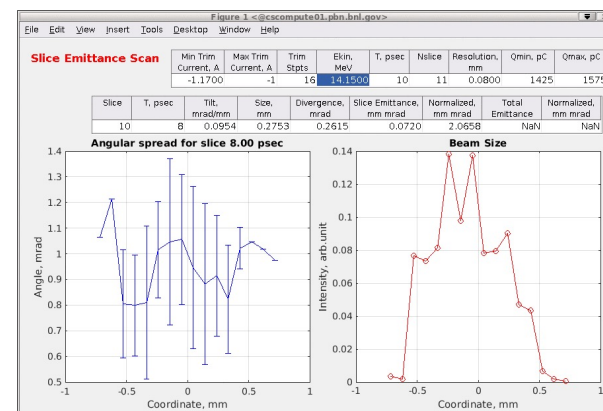 Figure 1 <@cscompute01.pbn.bnl.gov>
File Edit View Insert Tools Desktop Window Help
Slice Emittance Scan
Min Trim Current, A Max Trim Current, A Trim Stpts Ekin, MeV T, psec Nslice Resolution, mm Qmin, pC Qmax, pC
-1.1700 -1 16 14.1500 10 11 0.0800 1425 1575
Slice T, psec Tilt, mrad/mm Size, mm Divergence, mrad Slice Emittance, mm mrad Normalized, mm mrad Total Emittance Normalized, mm mrad
10 8 0.0954 0.2753 0.2615 0.0720 2.0658 NaN NaN
Angular spread for slice 8.00 psec
1.4
1.3
1.2
1.1
1
0.9
0.8
0.7
0.6
0.5
Angle, mrad
-1 -0.5 0 0.5 1
Coordinate, mm
Beam Size
0.14
0.12
0.1
0.08
0.06
0.04
0.02
0
Intensity, arb.unit
-1 -0.5 0 0.5 1
Coordinate, mm